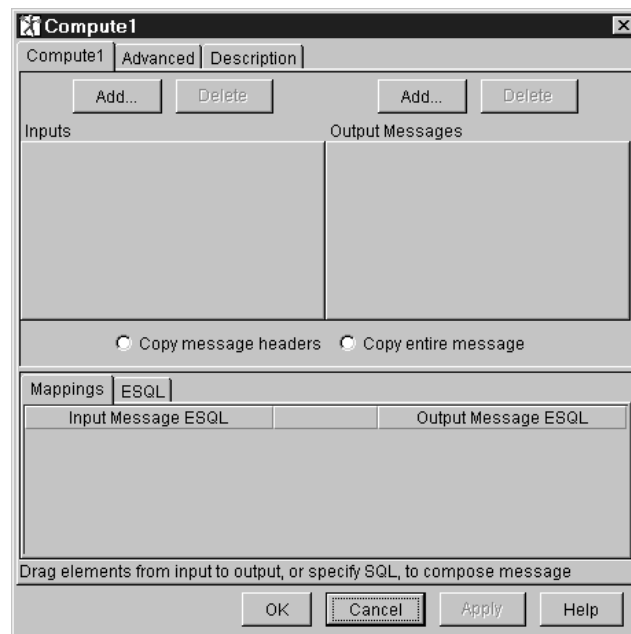 Compute1
Compute1 Advanced Description
Add... Delete Add... Delete
Inputs Output Messages
Copy message headers Copy entire message
Mappings ESQL
Input Message ESQL Output Message ESQL
Drag elements from input to output, or specify SQL, to compose message
OK Cancel Apply Help